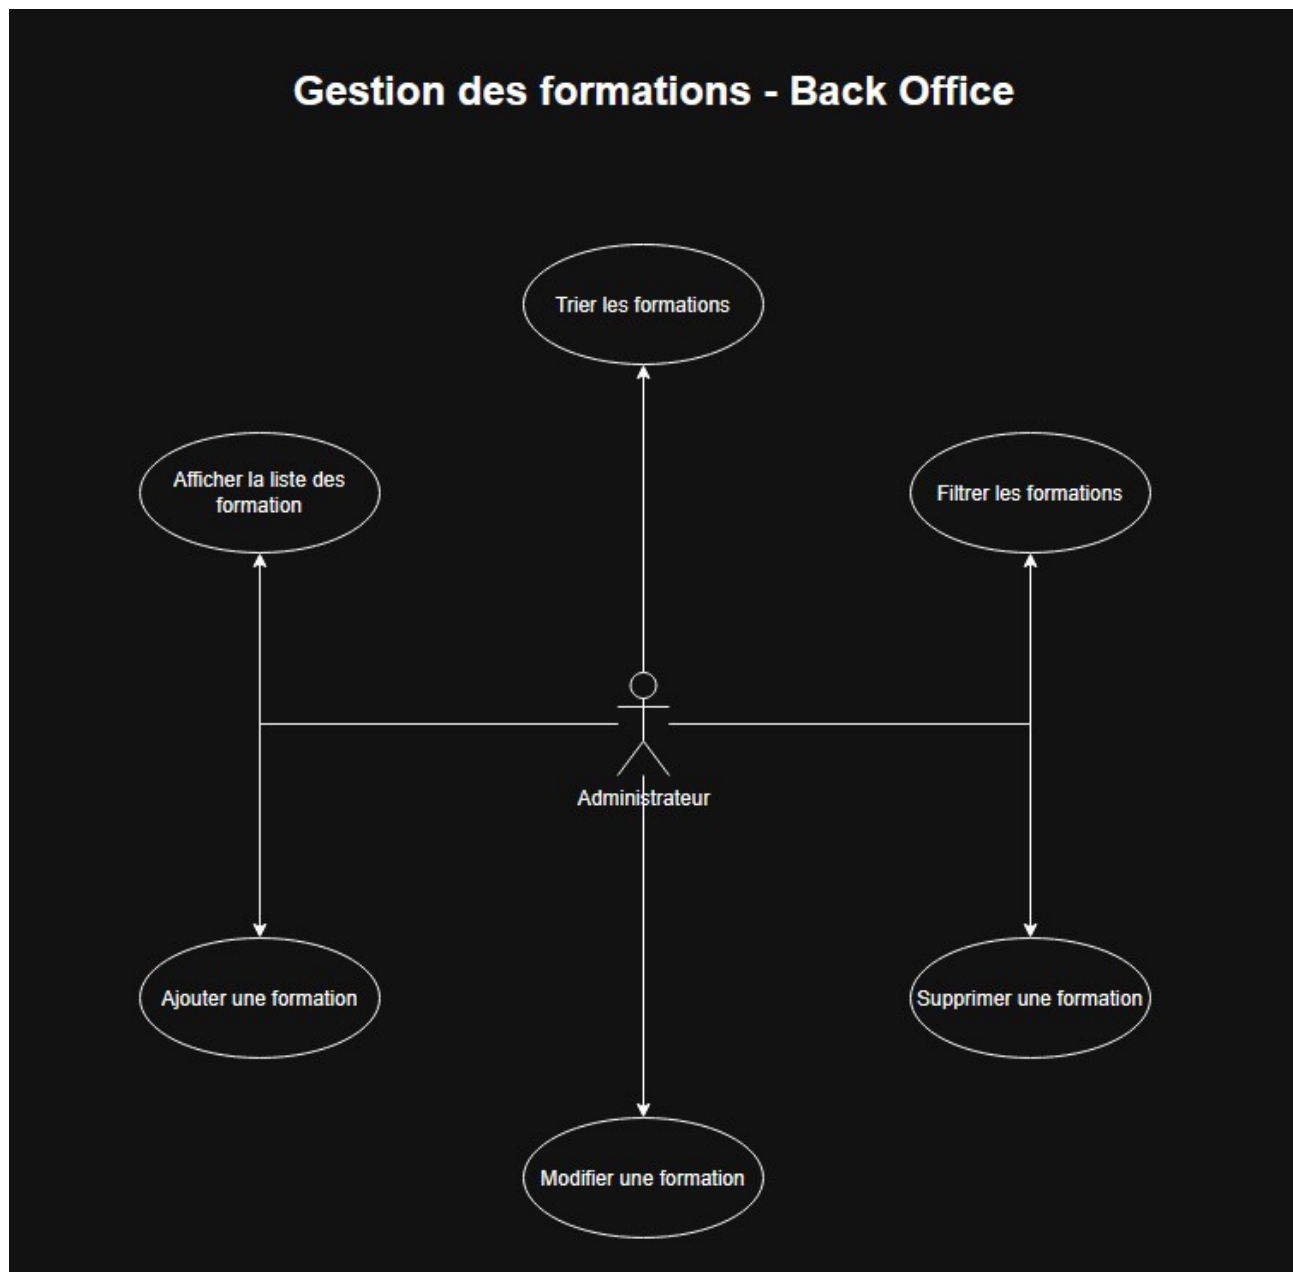 Gestion des formations - Back Office
Trier les formations
Afficher la liste des
formation
Filtrer les formations
Administrateur
Ajouter une formation
Supprimer une formation
Modifier une formation